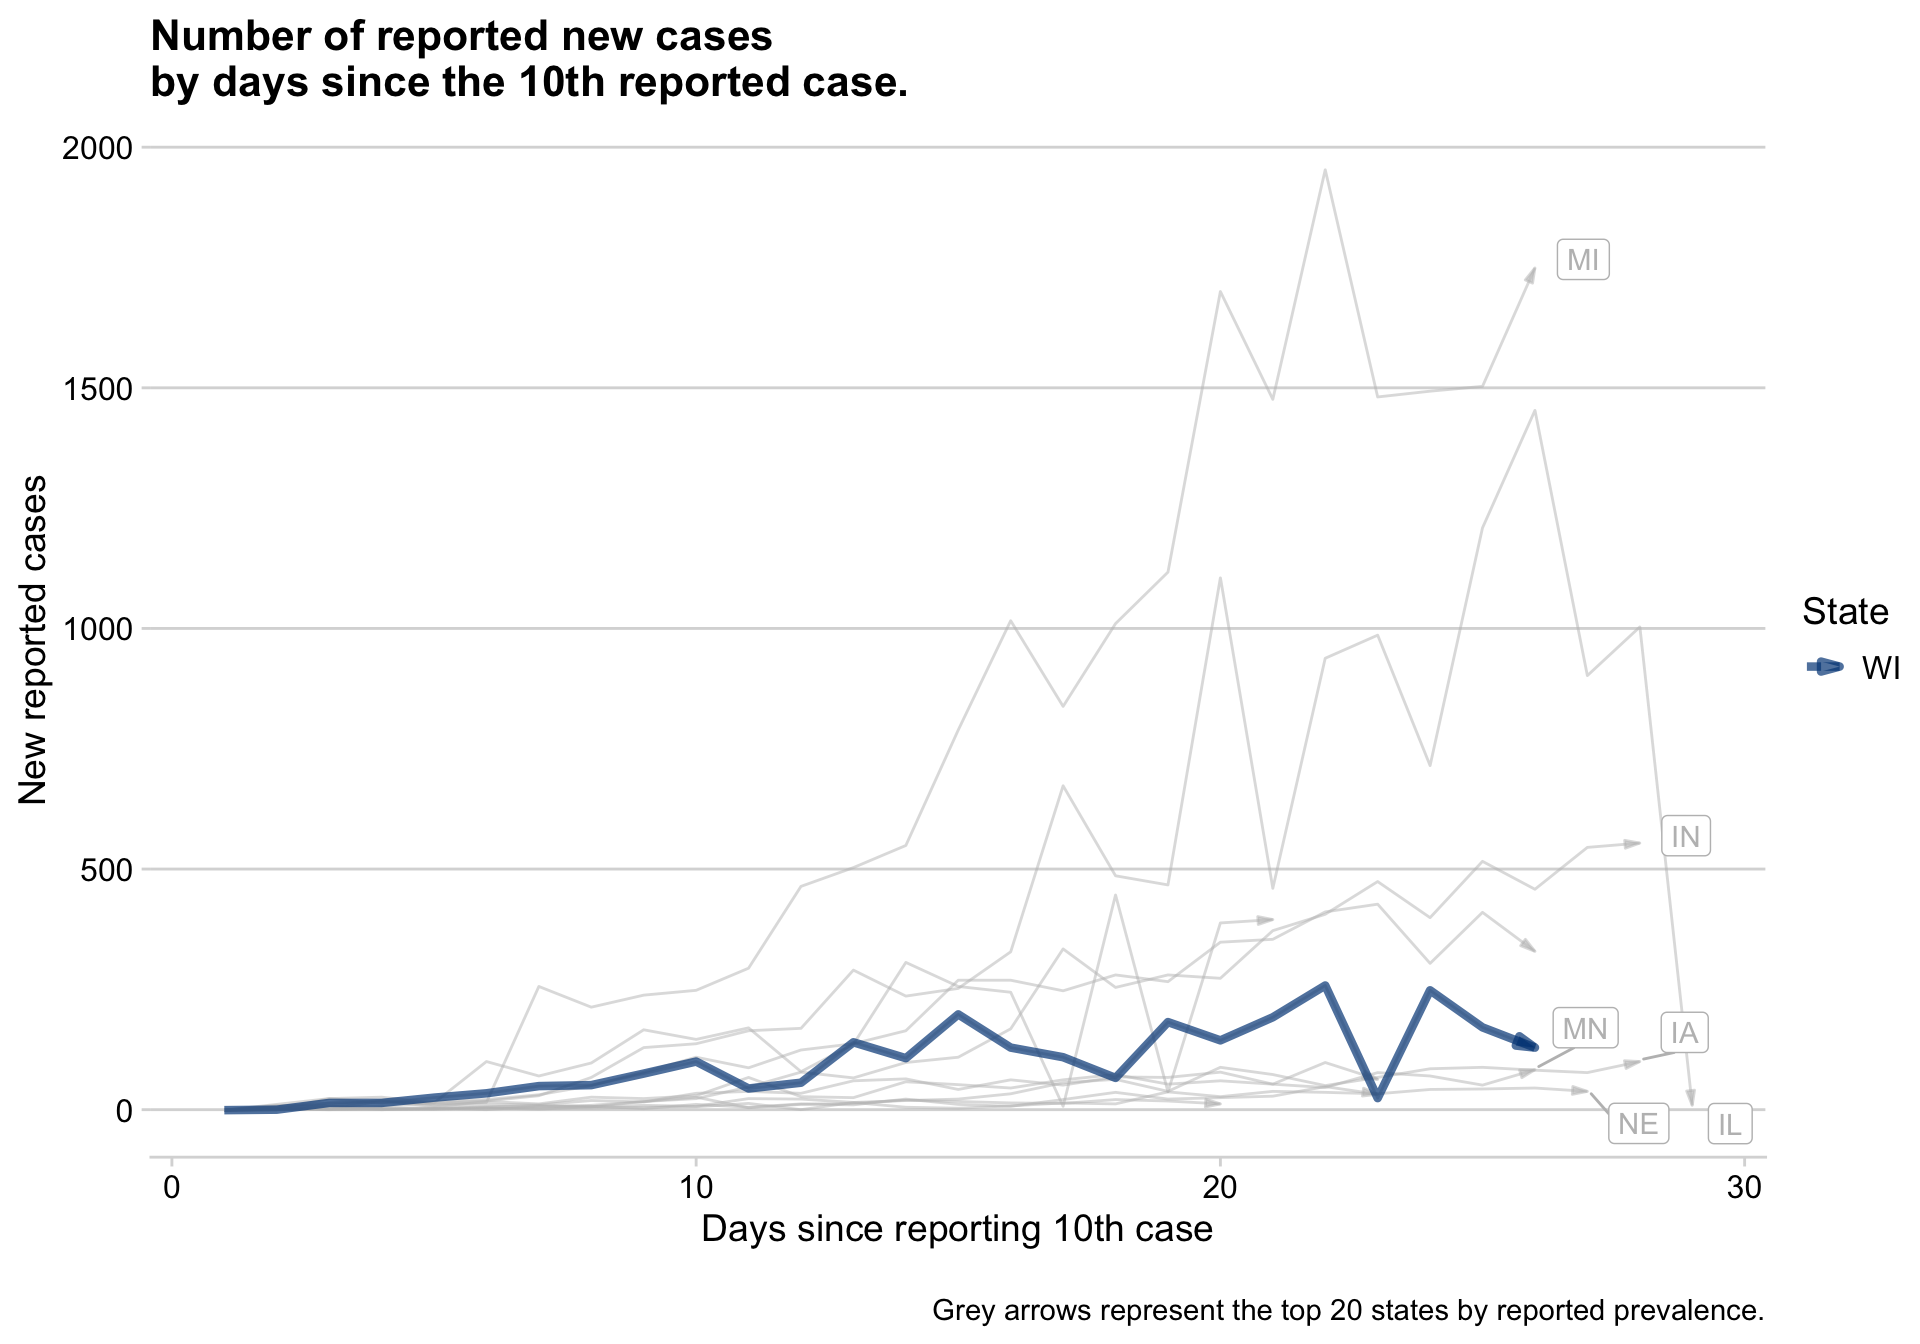 Number of reported new cases
by days since the 10th reported case.
2000
1500
1000
500
0
New reported cases
MI
IN
MN
IA
NE
IL
State
WI
0
10
20
30
Days since reporting 10th case
Grey arrows represent the top 20 states by reported prevalence.